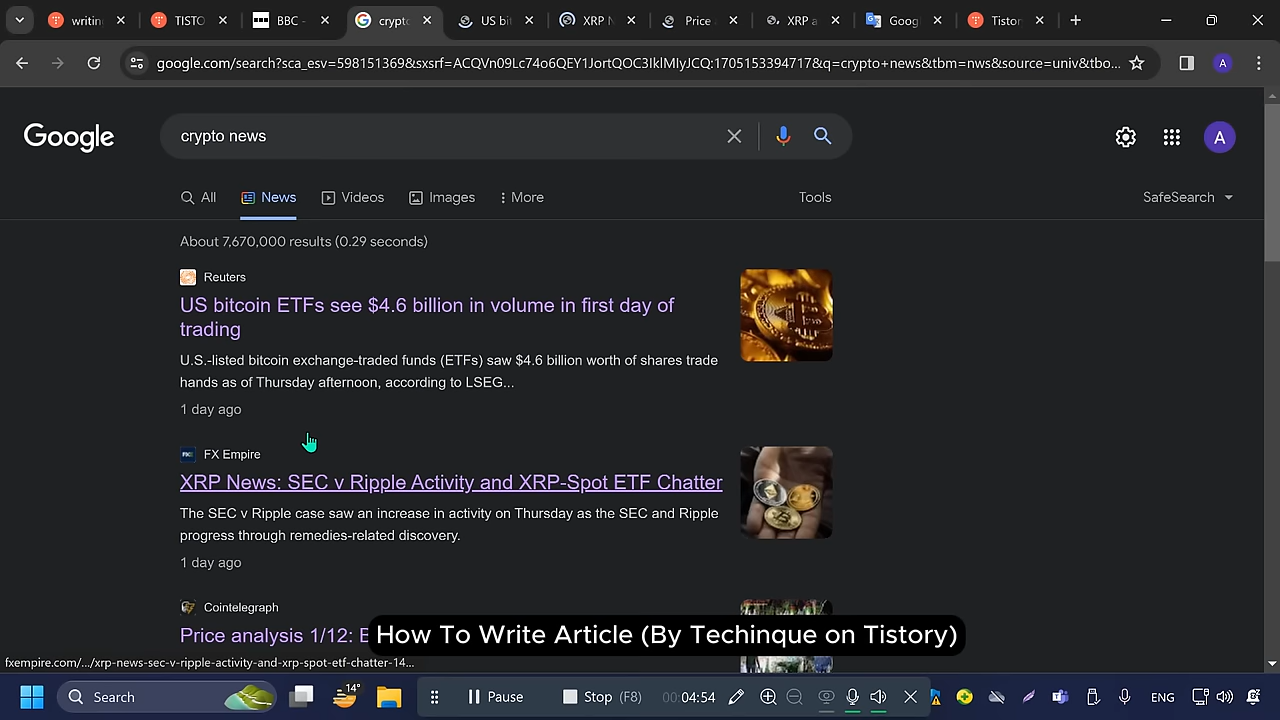 writin
TISTO
BBC -
crypto
US bit
XRP N
Price
XRP a
Goog
Tistor
google.com/search?sca_esv=598151369&sxsrf=ACQVn09Lc74o6QEY1JortQOC3IklMIyJCQ:1705153394717&q=crypto+news&tbm=nws&source=univ&tbo...
A
Google
crypto news
A
All
News
Videos
Images
More
Tools
SafeSearch
About 7,670,000 results (0.29 seconds)
Reuters
US bitcoin ETFs see $4.6 billion in volume in first day of
trading
U.S.-listed bitcoin exchange-traded funds (ETFs) saw $4.6 billion worth of shares trade
hands as of Thursday afternoon, according to LSEG...
1 day ago
FX Empire
XRP News: SEC v Ripple Activity and XRP-Spot ETF Chatter
The SEC v Ripple case saw an increase in activity on Thursday as the SEC and Ripple
progress through remedies-related discovery.
1 day ago
Cointelegraph
Price analysis 1/12: B
How To Write Article (By Techinque on Tistory)
fxempire.com/.../xrp-news-sec-v-ripple-activity-and-xrp-spot-etf-chatter-14...
Search
14°
Pause
Stop (F8)
00:04:54
ENG